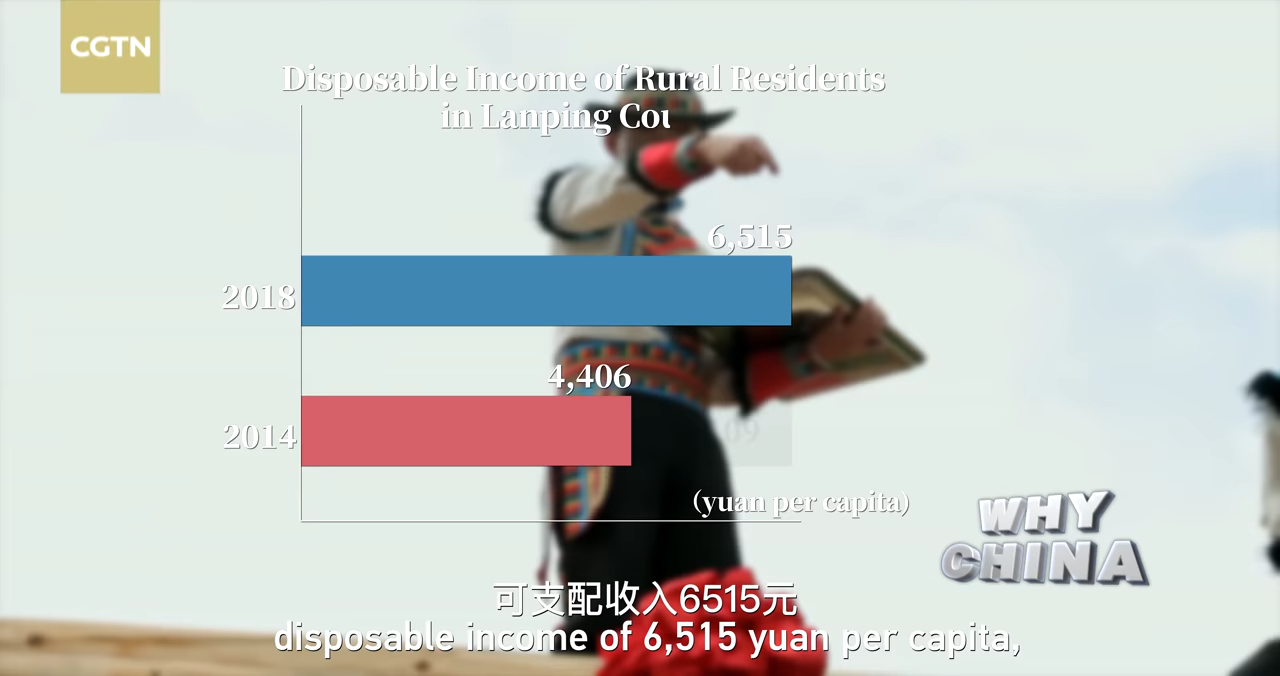 CGTN
Disposable Income of Rural Residents
in Lanping
6,515
2018
4,406
2014
(yuan per capita)
WHY
CHINA
可支配收入6515元
disposable income of 6,515 yuan per capita,